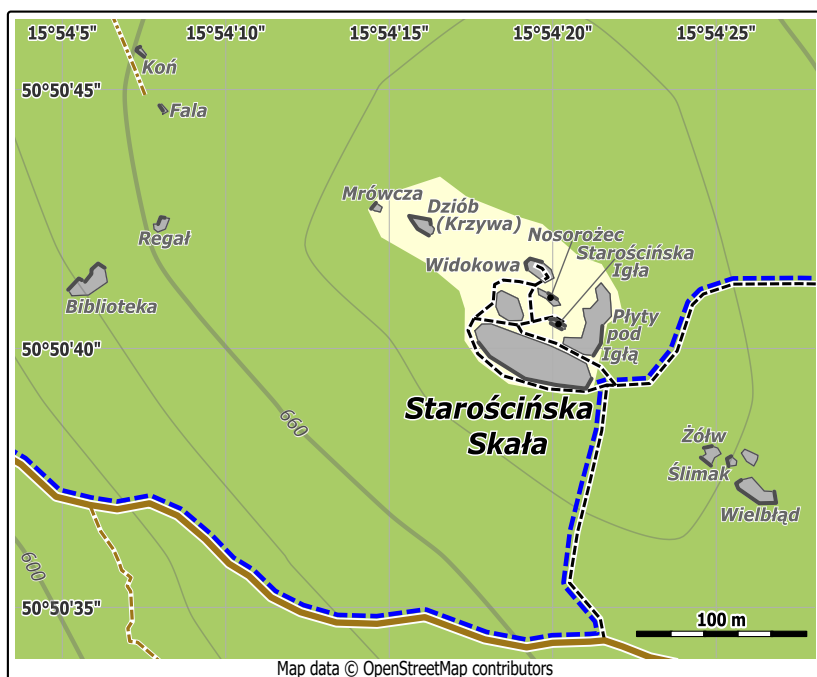 15°54'5" 15°54'10" 15°54'15" 15°54'20" 15°54'25"
Koń
50°50'45"
Fala
Mrówcza
Dziób
(Krzywa)
Nosorożec
Regał
Starościńska
Igła
Widokowa
Biblioteka
Płyty
pod
Igłą
50°50'40"
Starościńska
Skała
660
Żółw
Ślimak
Wielbłąd
600
50°50'35"
100 m
Map data © OpenStreetMap contributors